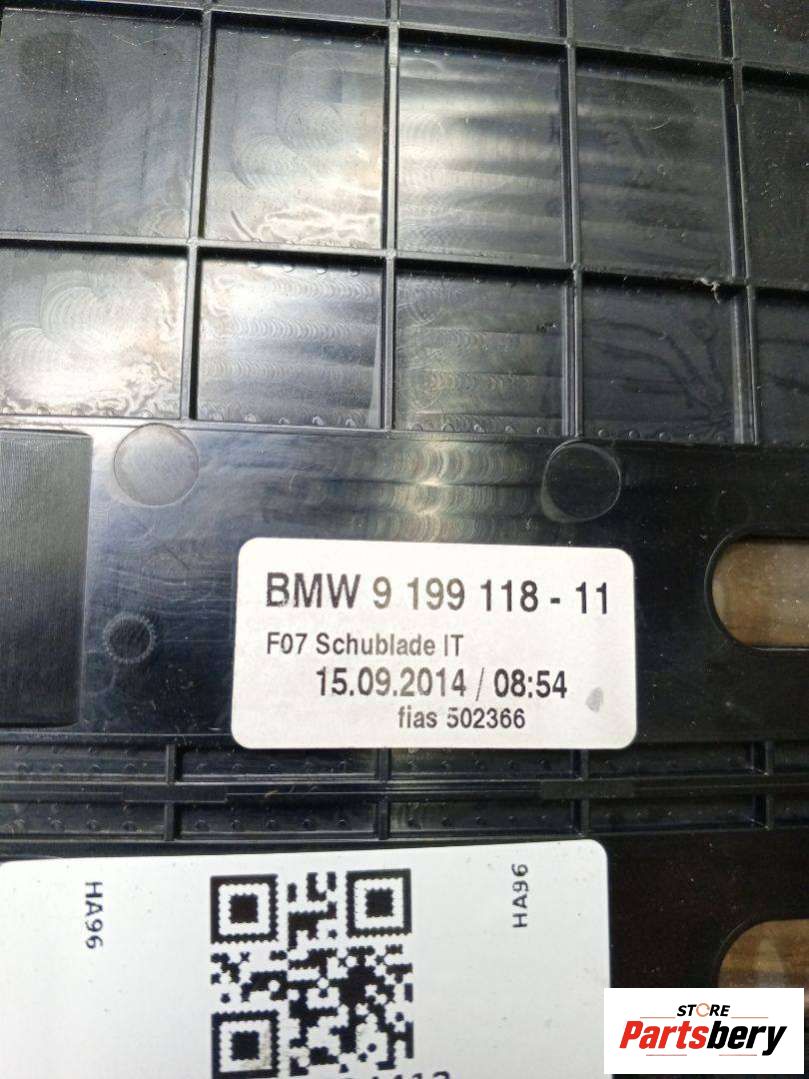 BMW 9 199 118 - 11
F07 Schublade IT
15.09.2014 / 08:54
fias 502366
HA96
HA96
STORE
Partsbery